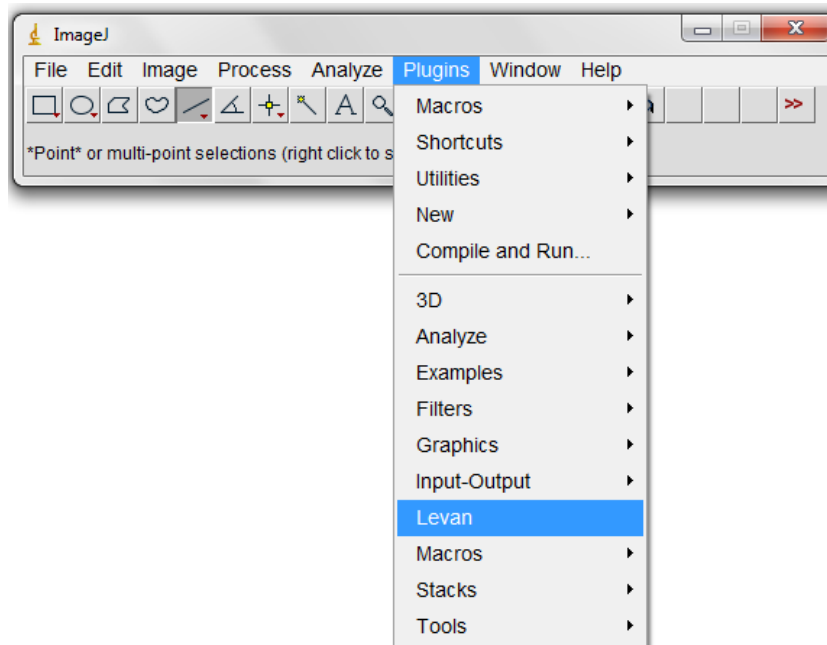 ImageJ
File Edit Image Process Analyze Plugins Window Help
A >>
*Point* or multi-point selections (right click to s
Macros
Shortcuts
Utilities
New
Compile and Run...
3D
Analyze
Examples
Filters
Graphics
Input-Output
Levan
Macros
Stacks
Tools